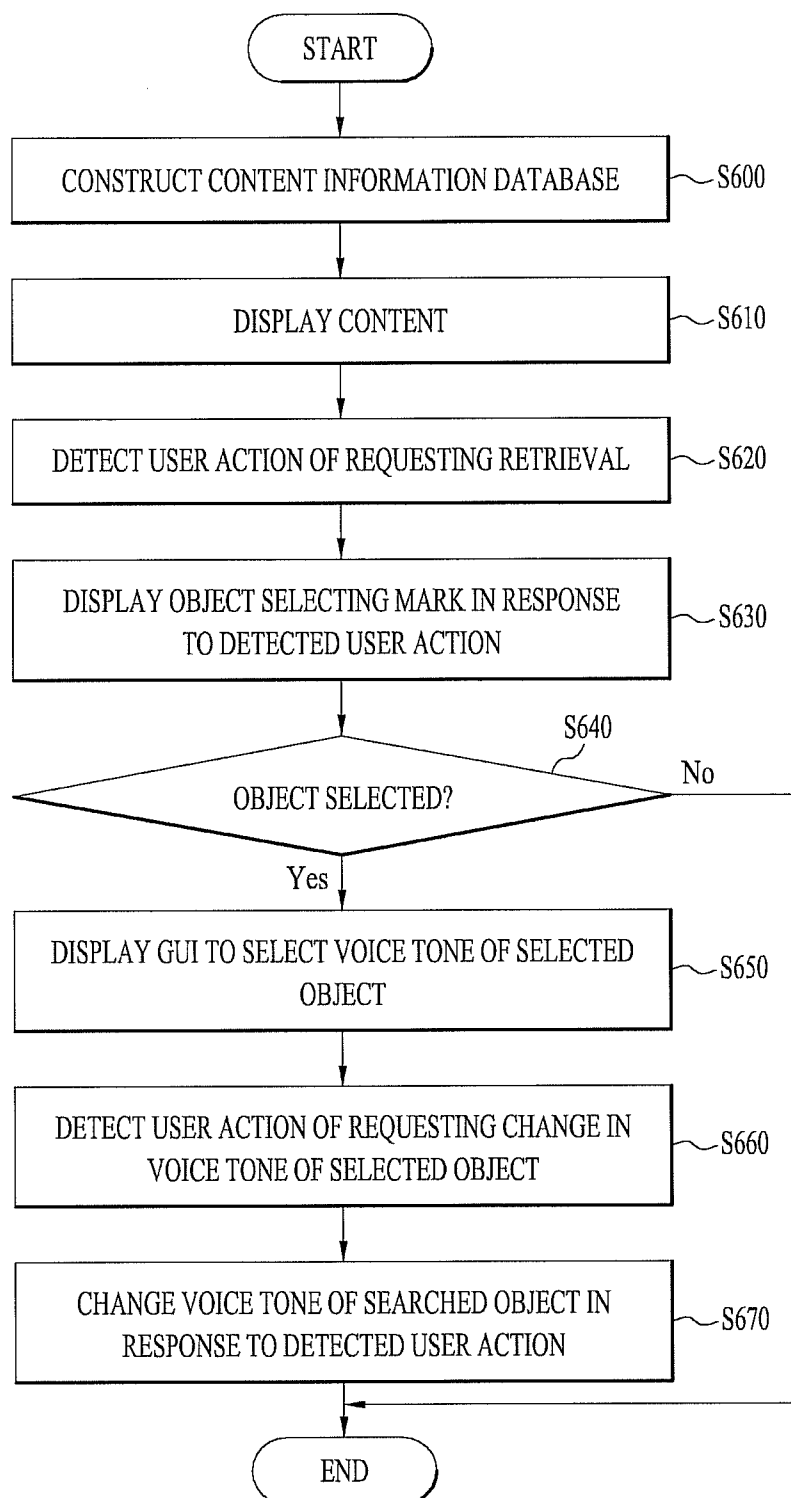 START
CONSTRUCT CONTENT INFORMATION DATABASE
S600
DISPLAY CONTENT
S610
DETECT USER ACTION OF REQUESTING RETRIEVAL
S620
DISPLAY OBJECT SELECTING MARK IN RESPONSE
TO DETECTED USER ACTION
S630
S640
OBJECT SELECTED?
No
Yes
DISPLAY GUI TO SELECT VOICE TONE OF SELECTED
OBJECT
S650
DETECT USER ACTION OF REQUESTING CHANGE IN
VOICE TONE OF SELECTED OBJECT
S660
CHANGE VOICE TONE OF SEARCHED OBJECT IN
RESPONSE TO DETECTED USER ACTION
S670
END